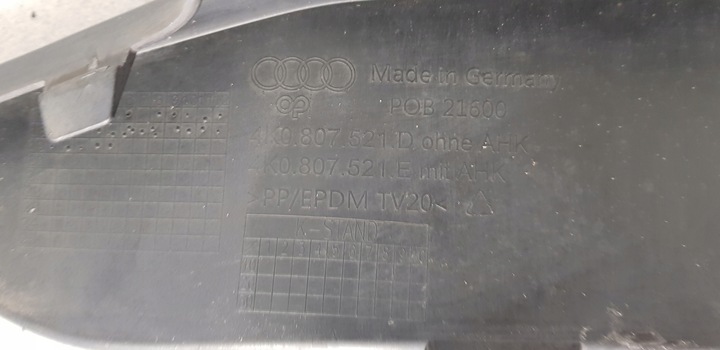 Made in Germany
POB 21600
4K0.807.521.D ohne AHK
4K0.807.521.E mit AHK
>PP/EPDM TV20<
K-STAND